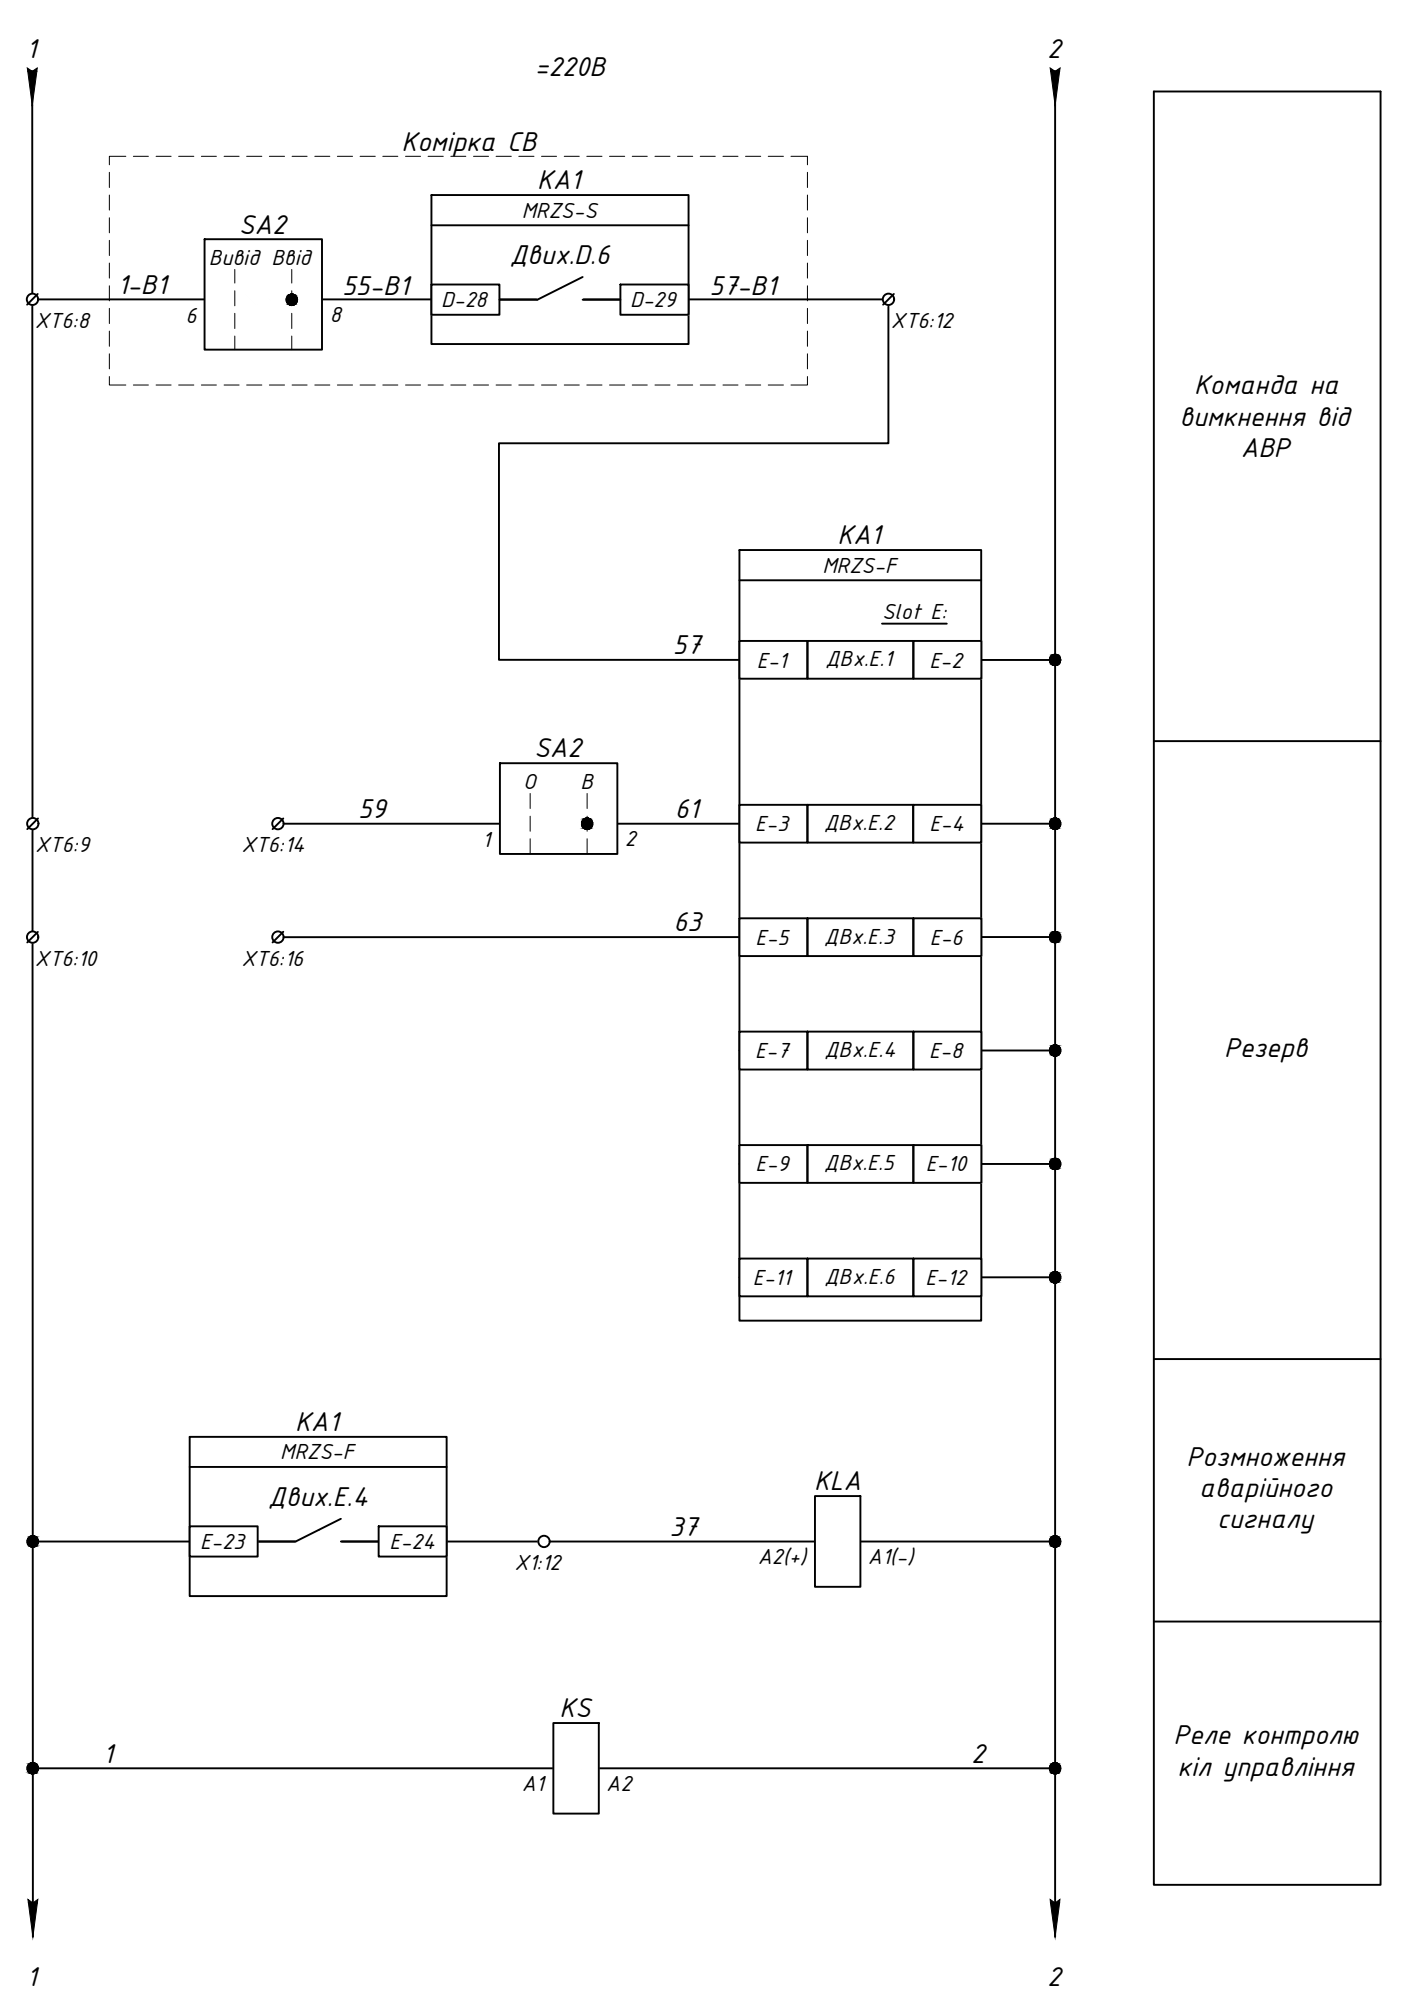 1
=220В
2
Комірка СВ
KA1
MRZS-S
SA2
Вивід Ввід
Двих.D.6
1-В1
55-В1
D-28
D-29
57-В1
XT6:8
6
8
XT6:12
Команда на
вимкнення від
АВР
KA1
MRZS-F
Slot E:
57
E-1 ДВх.E.1 E-2
SA2
О В
59
61
E-3 ДВх.E.2 E-4
XT6:9
XT6:14
1
2
63
E-5 ДВх.E.3 E-6
XT6:10
XT6:16
E-7 ДВх.E.4 E-8
Резерв
E-9 ДВх.E.5 E-10
E-11 ДВх.E.6 E-12
KA1
MRZS-F
Двих.E.4
E-23
E-24
X1:12
37
KLA
A2(+)
A1(-)
Розмноження
аварійного
сигналу
KS
1
2
A1
A2
Реле контролю
кіл управління
1
2